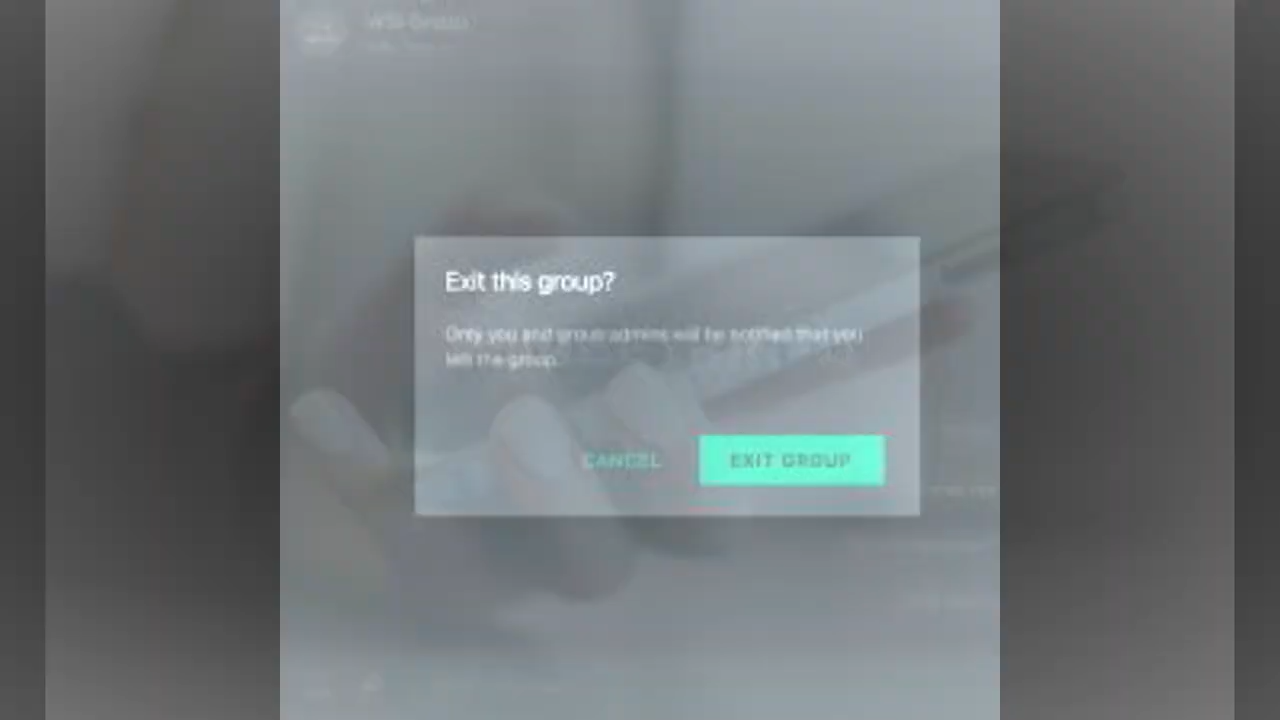 Exit this group?
Only you and group admins will be notified that you
left the group.
CANCEL
EXIT GROUP